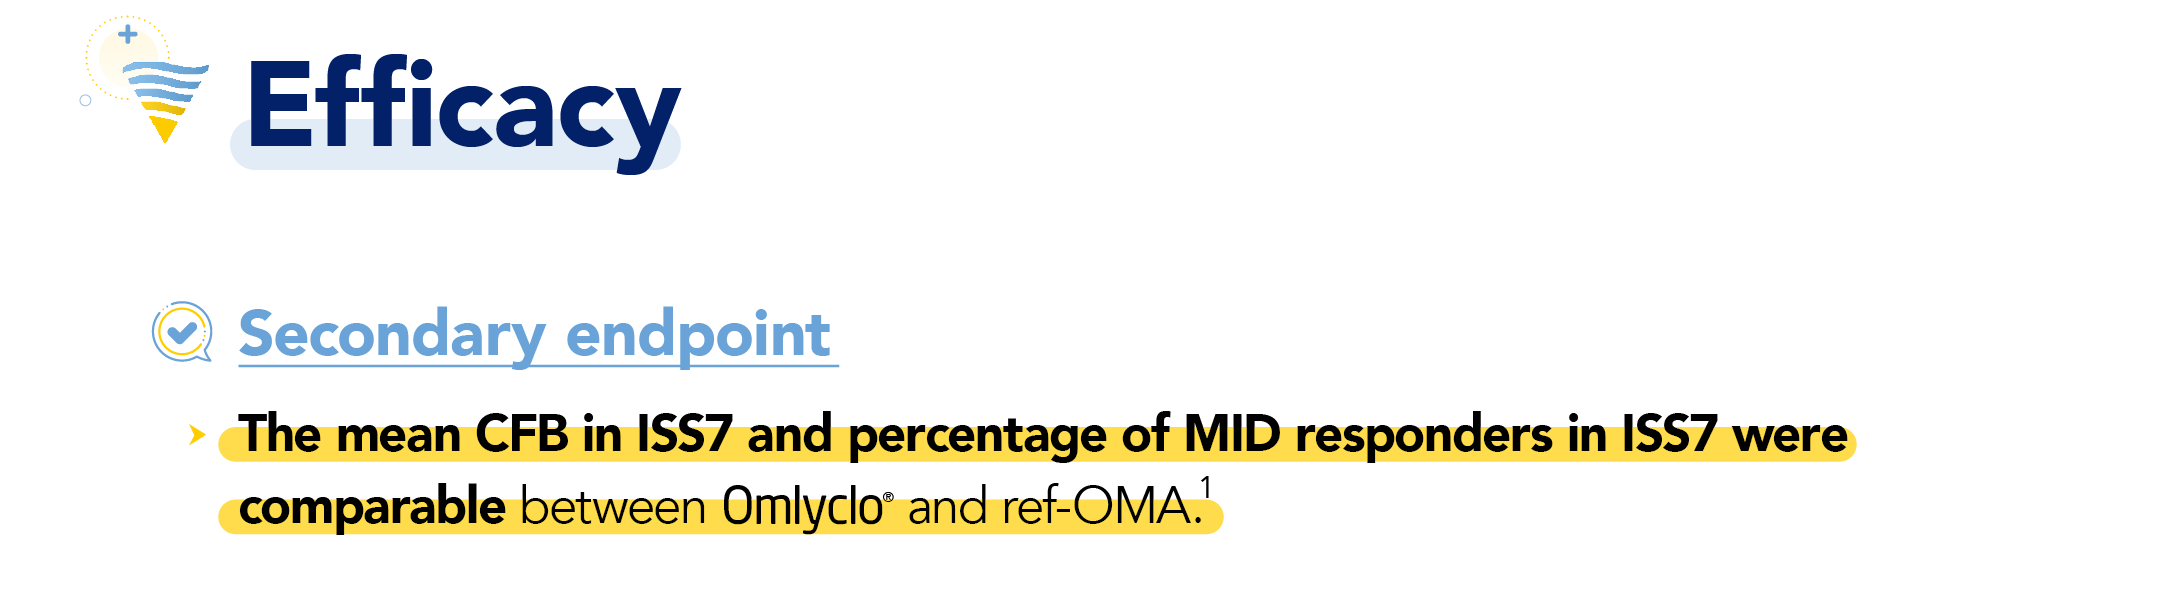 Efficacy
Secondary endpoint
The mean CFB in ISS7 and percentage of MID responders in ISS7 were
comparable between Omlyclo® and ref-OMA.¹